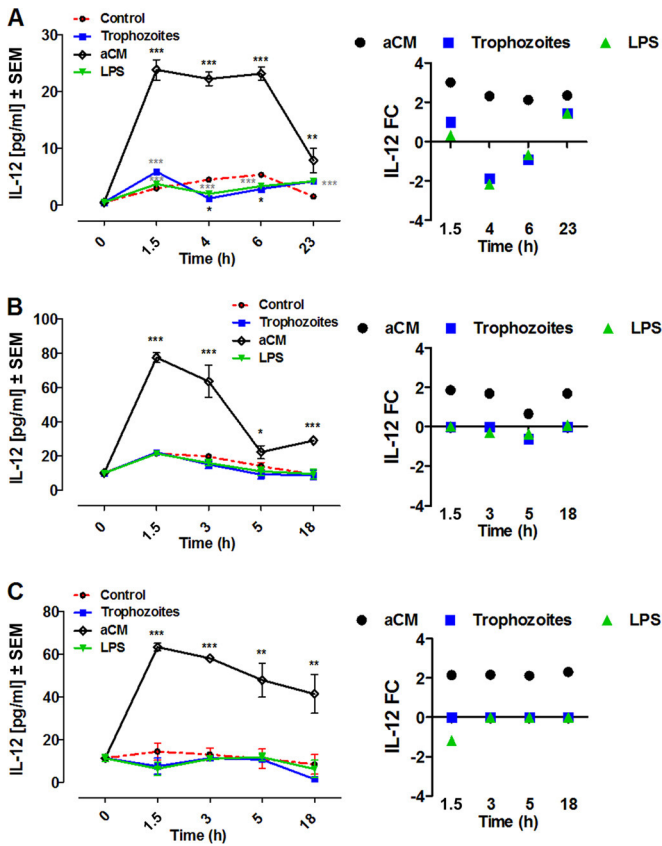 A
Control
Trophozoites
aCM
LPS
IL-12 [pg/ml] ± SEM
30
20
10
0
***
***
***
**
***
***
***
***
***
*
*
0
1.5
4
6
23
Time (h)
aCM Trophozoites LPS
IL-12 FC
4
2
0
-2
-4
1.5 4 6 23
Time (h)
B
Control
Trophozoites
aCM
LPS
IL-12 [pg/ml] ± SEM
100
80
60
40
20
0
***
***
*
***
0
1.5
3
5
18
Time (h)
aCM Trophozoites LPS
IL-12 FC
4
2
0
-2
-4
1.5 3 5 18
Time (h)
C
Control
Trophozoites
aCM
LPS
IL-12 [pg/ml] ± SEM
80
60
40
20
0
***
***
**
**
0
1.5
3
5
18
Time (h)
aCM Trophozoites LPS
IL-12 FC
4
2
0
-2
-4
1.5 3 5 18
Time (h)